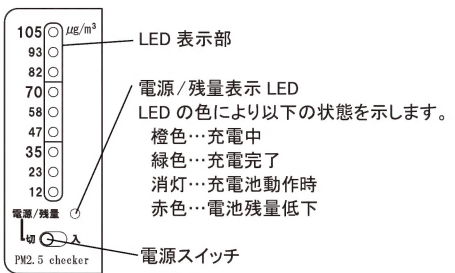 105 μg/m³
93
82
70
58
47
35
23
12
電源/残量
切 入
PM2.5 checker
LED 表示部
電源/残量表示 LED
LED の色により以下の状態を示します。
橙色…充電中
緑色…充電完了
消灯…充電池動作時
赤色…電池残量低下
電源スイッチ